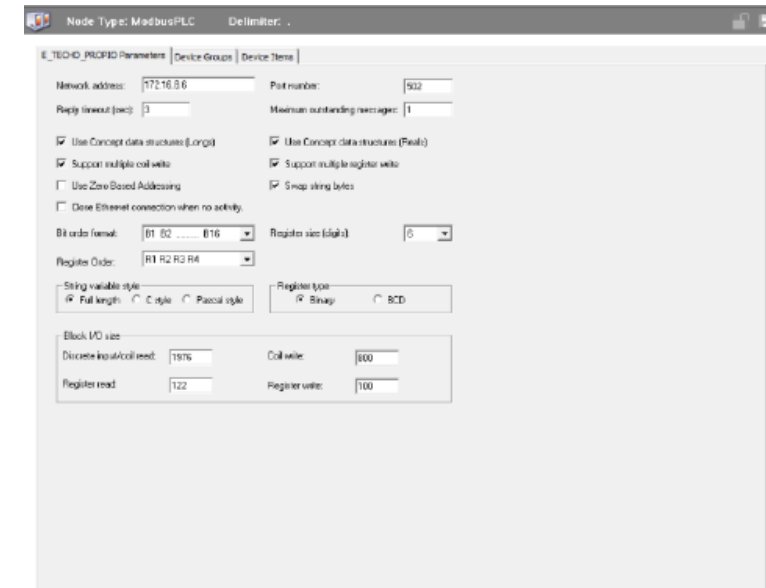 Node Type: ModbusPLC Delimiter: .
E_TECHO_PROPIO Parameters Device Groups Device Items
Network address: 172.16.8.6 Port number: 502
Reply timeout (sec): 3 Maximum outstanding messages: 1
Use Concept data structures (Longs) Use Concept data structures (Reals)
Support multiple coil write Support multiple register write
Use Zero Based Addressing Swap string bytes
Close Ethernet connection when no activity.
Bit order format: B1 B2 ...... B16 Register size (digits) 6
Register Order: R1 R2 R3 R4
String variable style Register type
Full length C style Pascal style Binary BCD
Block I/O size
Discrete input/coil read: 1976 Coil write: 800
Register read: 122 Register write: 100